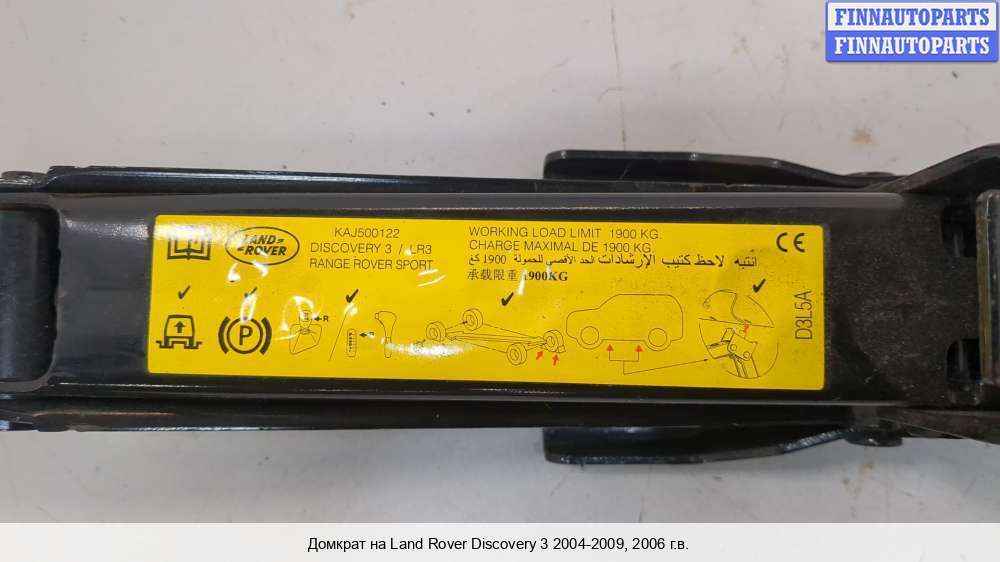 FINNAUTOPARTS
FINNAUTOPARTS
LAND
ROVER
KAJ500122
DISCOVERY 3 / LR3
RANGE ROVER SPORT
WORKING LOAD LIMIT 1900 KG.
CHARGE MAXIMAL DE 1900 KG.
انتبه لاحظ كتيب الإرشادات الحد الأقصى للحمولة 1900 كغ
承载限重 1900KG
CE
R
P
D3L5A
Домкрат на Land Rover Discovery 3 2004-2009, 2006 г.в.